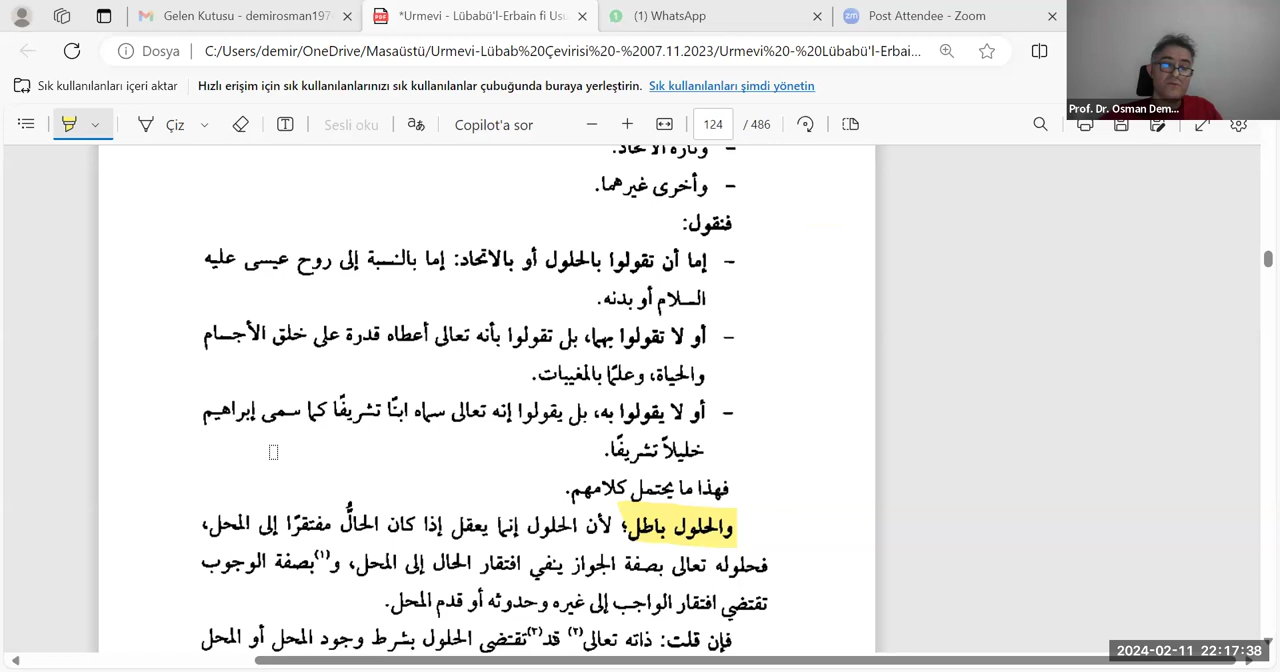 Gelen Kutusu - demirosman197
*Urmevi - Lübabü'l-Erbain fi Usu
(1) WhatsApp
Post Attendee - Zoom
Dosya
C:/Users/demir/OneDrive/Masaüstü/Urmevi-Lübab%20Çevirisi%20-%2007.11.2023/Urmevi%20-%20Lübabü'l-Erbai...
Sık kullanılanları içeri aktar
Hızlı erişim için sık kullanılanlarınızı sık kullanılanlar çubuğunda buraya yerleştirin. Sık kullanılanları şimdi yönetin
Prof. Dr. Osman Dem...
Çiz
Sesli oku
Copilot'a sor
124 / 486
– وتارة الاتحاد.
– وأخرى غيرهما.
فنقول:
– إما أن تقولوا بالحلول أو بالاتحاد: إما بالنسبة إلى روح عيسى عليه
السلام أو بدنه.
– أو لا تقولوا بهما، بل تقولوا بأنه تعالى أعطاه قدرة على خلق الأجسام
والحياة، وعلمًا بالمغيبات.
– أو لا يقولوا به، بل يقولوا إنه تعالى سماه ابنًا تشريفًا كما سمى إبراهيم
خليلاً تشريفًا.
فهذا ما يحتمل كلامهم.
والحلول باطل؛ لأن الحلول إنما يعقل إذا كان الحالُّ مفتقرًا إلى المحل،
فحلوله تعالى بصفة الجواز ينفي افتقار الحال إلى المحل، و(١)بصفة الوجوب
تقتضي افتقار الواجب إلى غيره وحدوثه أو قدم المحل.
فإن قلت: ذاته تعالى(٢) قد(٣)تقتضي الحلول بشرط وجود المحل أو المحل
2024-02-11 22:17:38